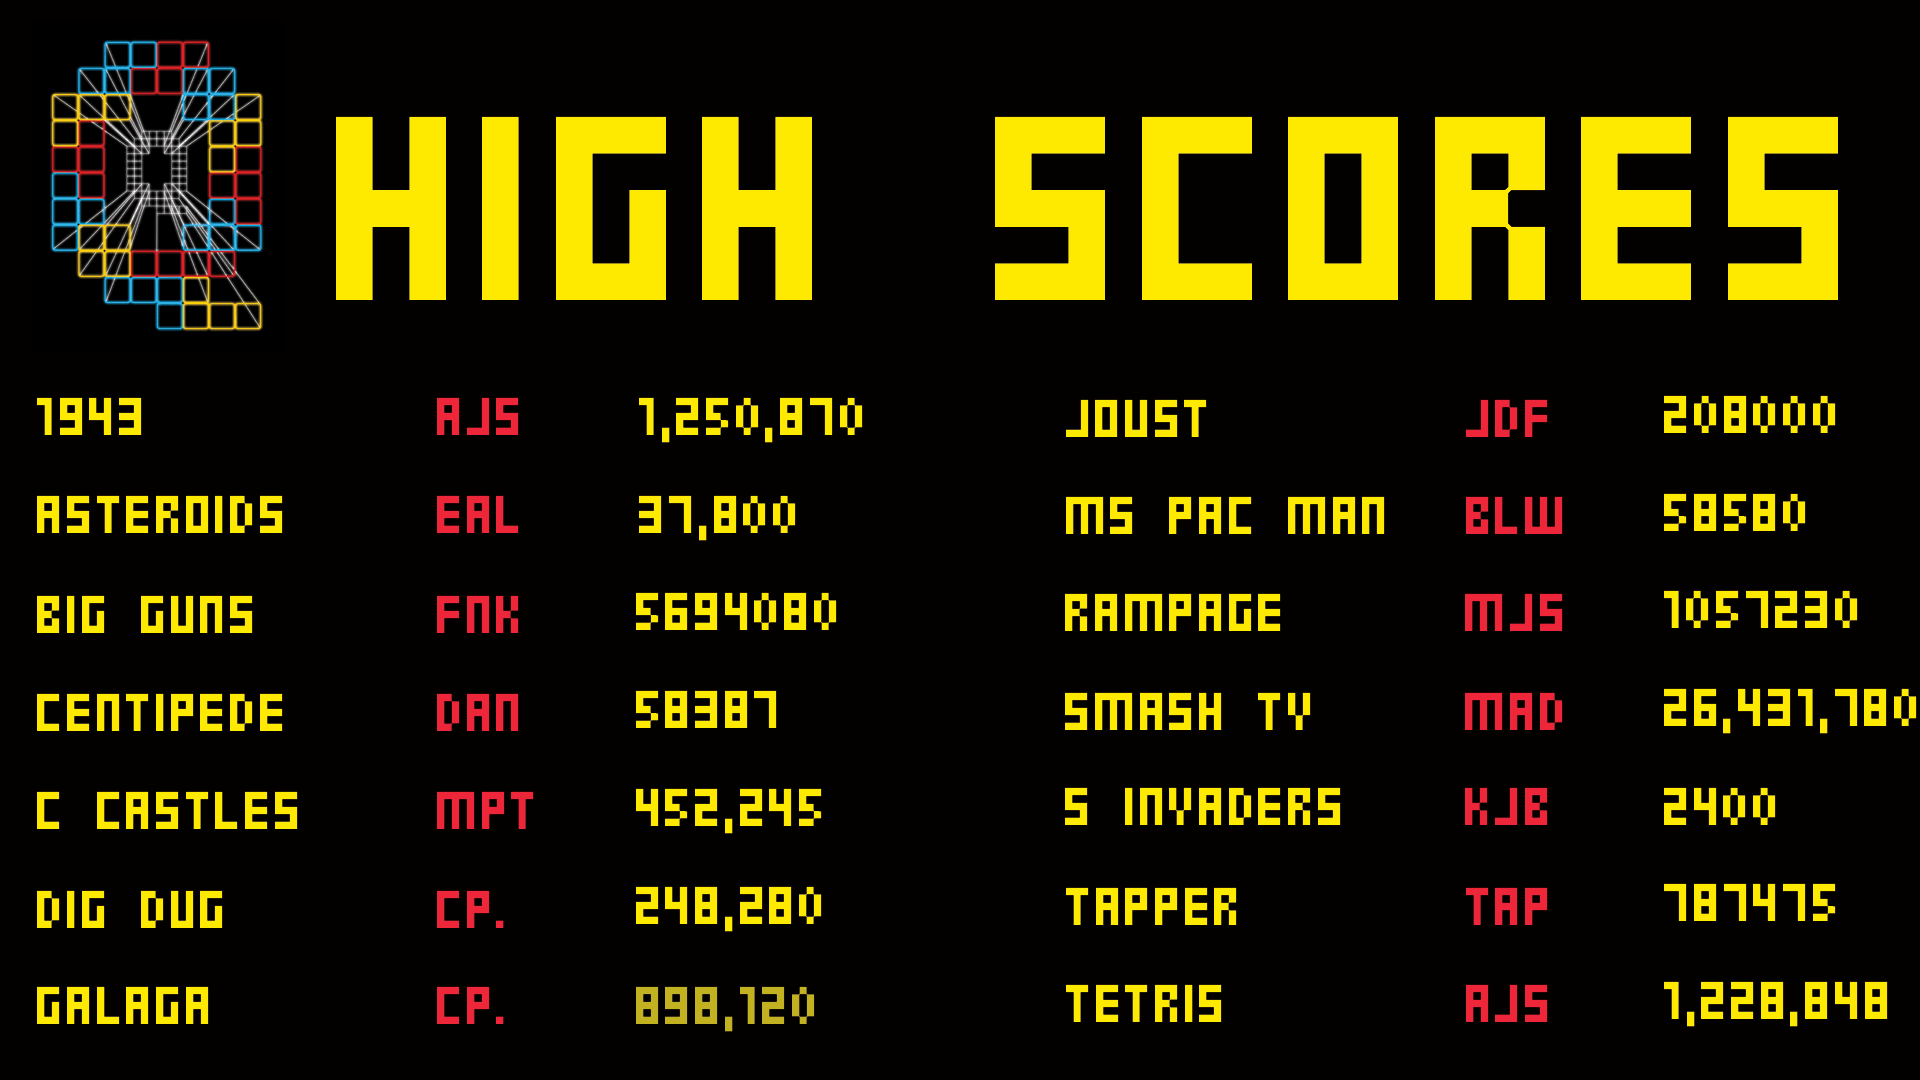 HIGH SCORES
1943 AJS 1,250,870
ASTEROIDS EAL 37,800
BIG GUNS FNK 5694080
CENTIPEDE DAN 58387
C CASTLES MPT 452,245
DIG DUG CP. 248,280
GALAGA CP. 898,120
JOUST JDF 208000
MS PAC MAN BLW 58580
RAMPAGE MJS 1057230
SMASH TV MAD 26,431,780
S INVADERS KJB 2400
TAPPER TAP 787475
TETRIS AJS 1,228,848